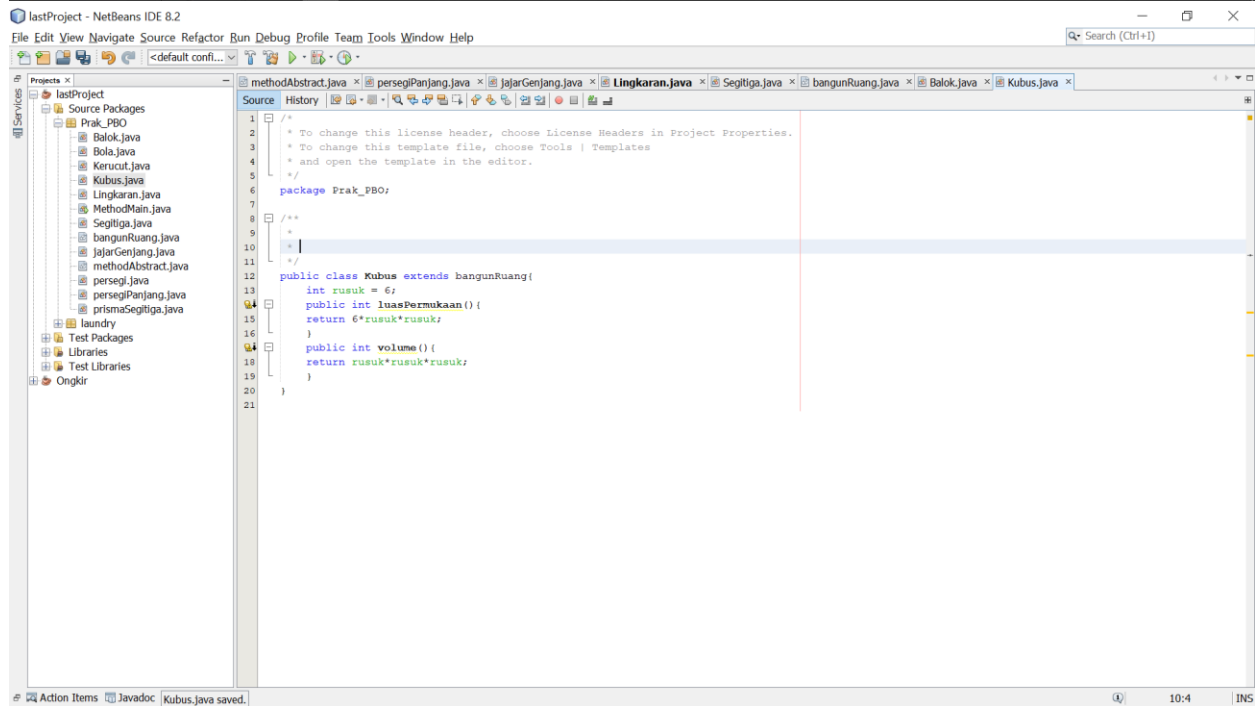 lastProject - NetBeans IDE 8.2
File Edit View Navigate Source Refactor Run Debug Profile Team Tools Window Help
Search (Ctrl+I)
<default confi...
Projects
Services
lastProject
Source Packages
Prak_PBO
Balok.java
Bola.java
Kerucut.java
Kubus.java
Lingkaran.java
MethodMain.java
Segitiga.java
bangunRuang.java
jajarGenjang.java
methodAbstract.java
persegi.java
persegiPanjang.java
prismaSegitiga.java
laundry
Test Packages
Libraries
Test Libraries
Ongkir
methodAbstract.java persegiPanjang.java jajarGenjang.java Lingkaran.java Segitiga.java bangunRuang.java Balok.java Kubus.java
Source History
1 /*
2 * To change this license header, choose License Headers in Project Properties.
3 * To change this template file, choose Tools | Templates
4 * and open the template in the editor.
5 */
6 package Prak_PBO;
7
8 /**
9 *
10 *
11 */
12 public class Kubus extends bangunRuang{
13 int rusuk = 6;
public int luasPermukaan(){
15 return 6*rusuk*rusuk;
16 }
public int volume(){
18 return rusuk*rusuk*rusuk;
19 }
20 }
21
Action Items Javadoc Kubus.java saved.
10:4 INS